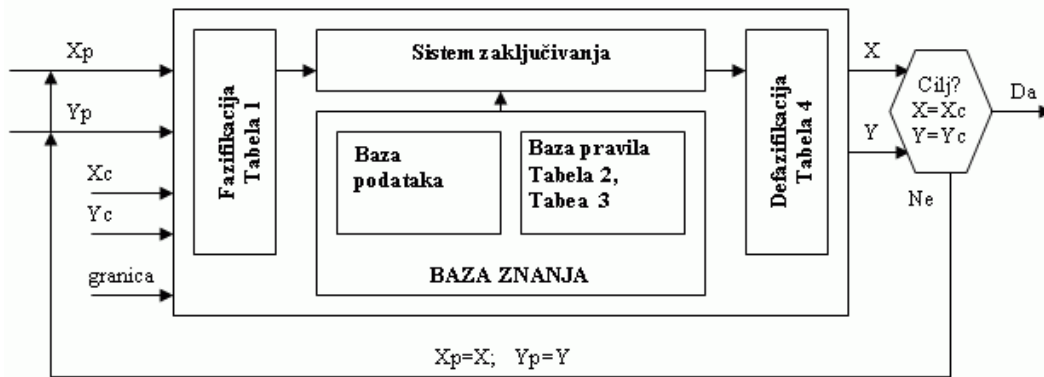 Xp
Yp
Xc
Yc
granica
Fazifikacija
Tabela 1
Sistem zaključivanja
Baza
podataka
Baza pravila
Tabela 2,
Tabea 3
BAZA ZNANJA
Defazifikacija
Tabela 4
X
Y
Cilj?
X=Xc
Y=Yc
Da
Ne
Xp=X; Yp=Y